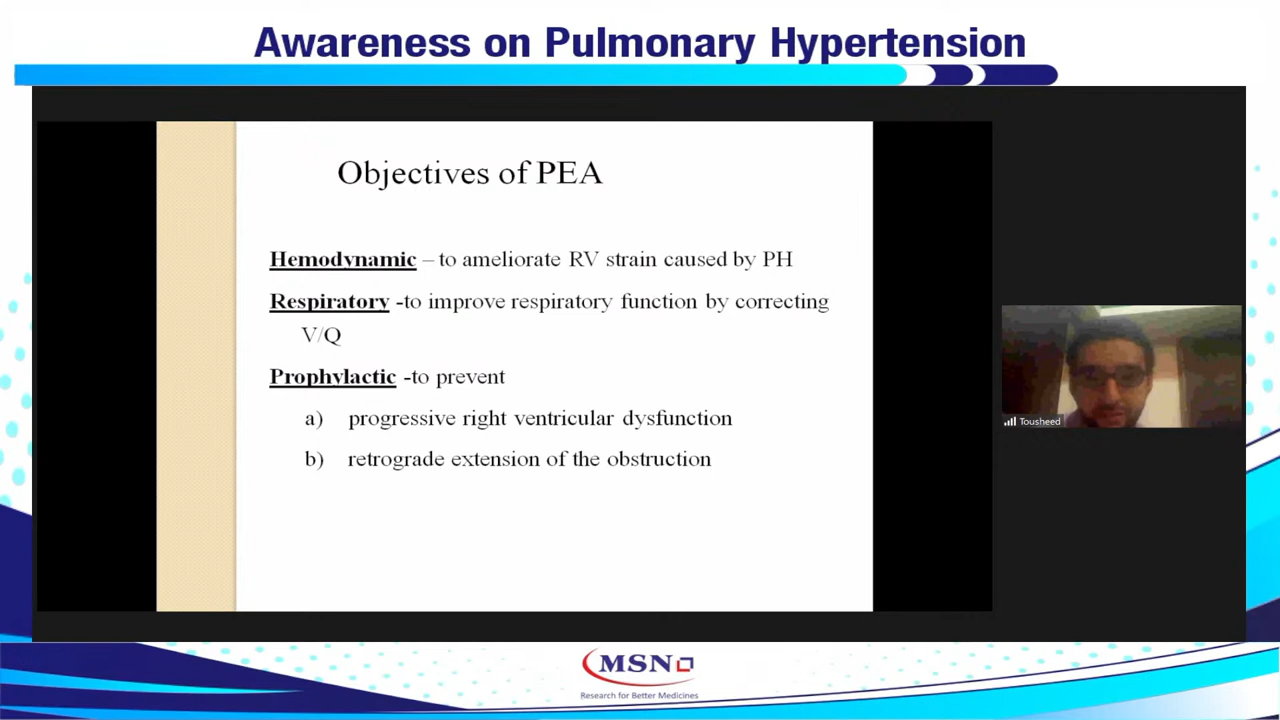 Awareness on Pulmonary Hypertension
Objectives of PEA
Hemodynamic – to ameliorate RV strain caused by PH
Respiratory -to improve respiratory function by correcting
V/Q
Prophylactic -to prevent
a) progressive right ventricular dysfunction
b) retrograde extension of the obstruction
Tousheed
MSN
Research for Better Medicines